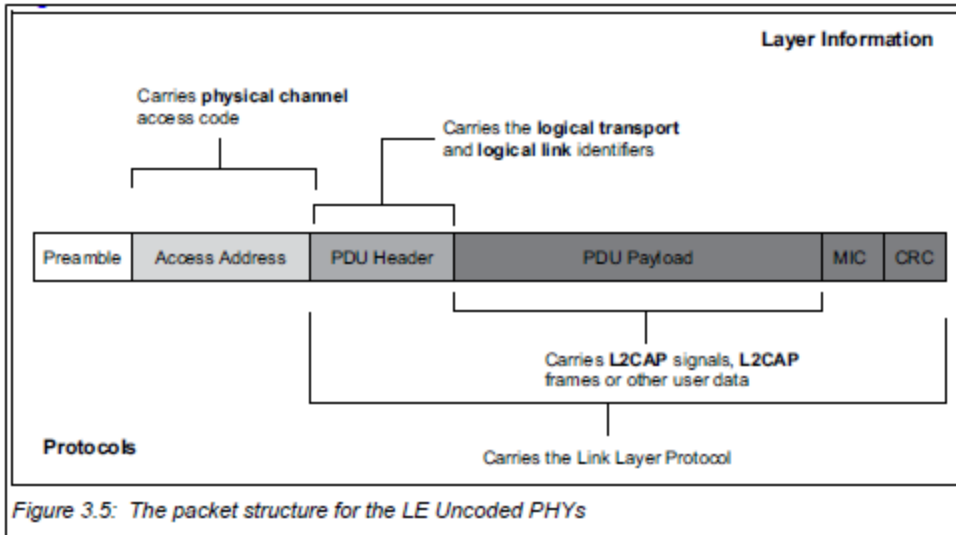 Layer Information
Carries physical channel
access code
Carries the logical transport
and logical link identifiers
Preamble Access Address PDU Header PDU Payload MIC CRC
Carries L2CAP signals, L2CAP
frames or other user data
Protocols
Carries the Link Layer Protocol
Figure 3.5: The packet structure for the LE Uncoded PHYs